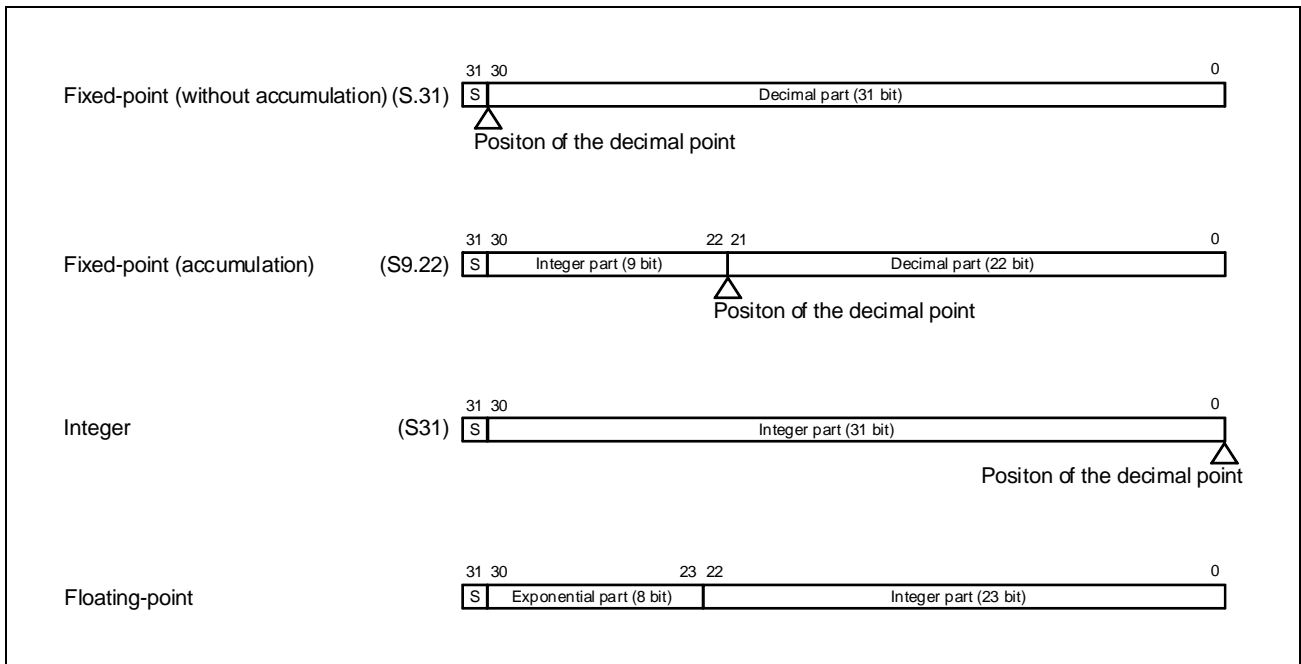 31 30 0
Fixed-point (without accumulation) (S.31) S Decimal part (31 bit)
Positon of the decimal point
31 30 22 21 0
Fixed-point (accumulation) (S9.22) S Integer part (9 bit) Decimal part (22 bit)
Positon of the decimal point
31 30 0
Integer (S31) S Integer part (31 bit)
Positon of the decimal point
31 30 23 22 0
Floating-point S Exponential part (8 bit) Integer part (23 bit)